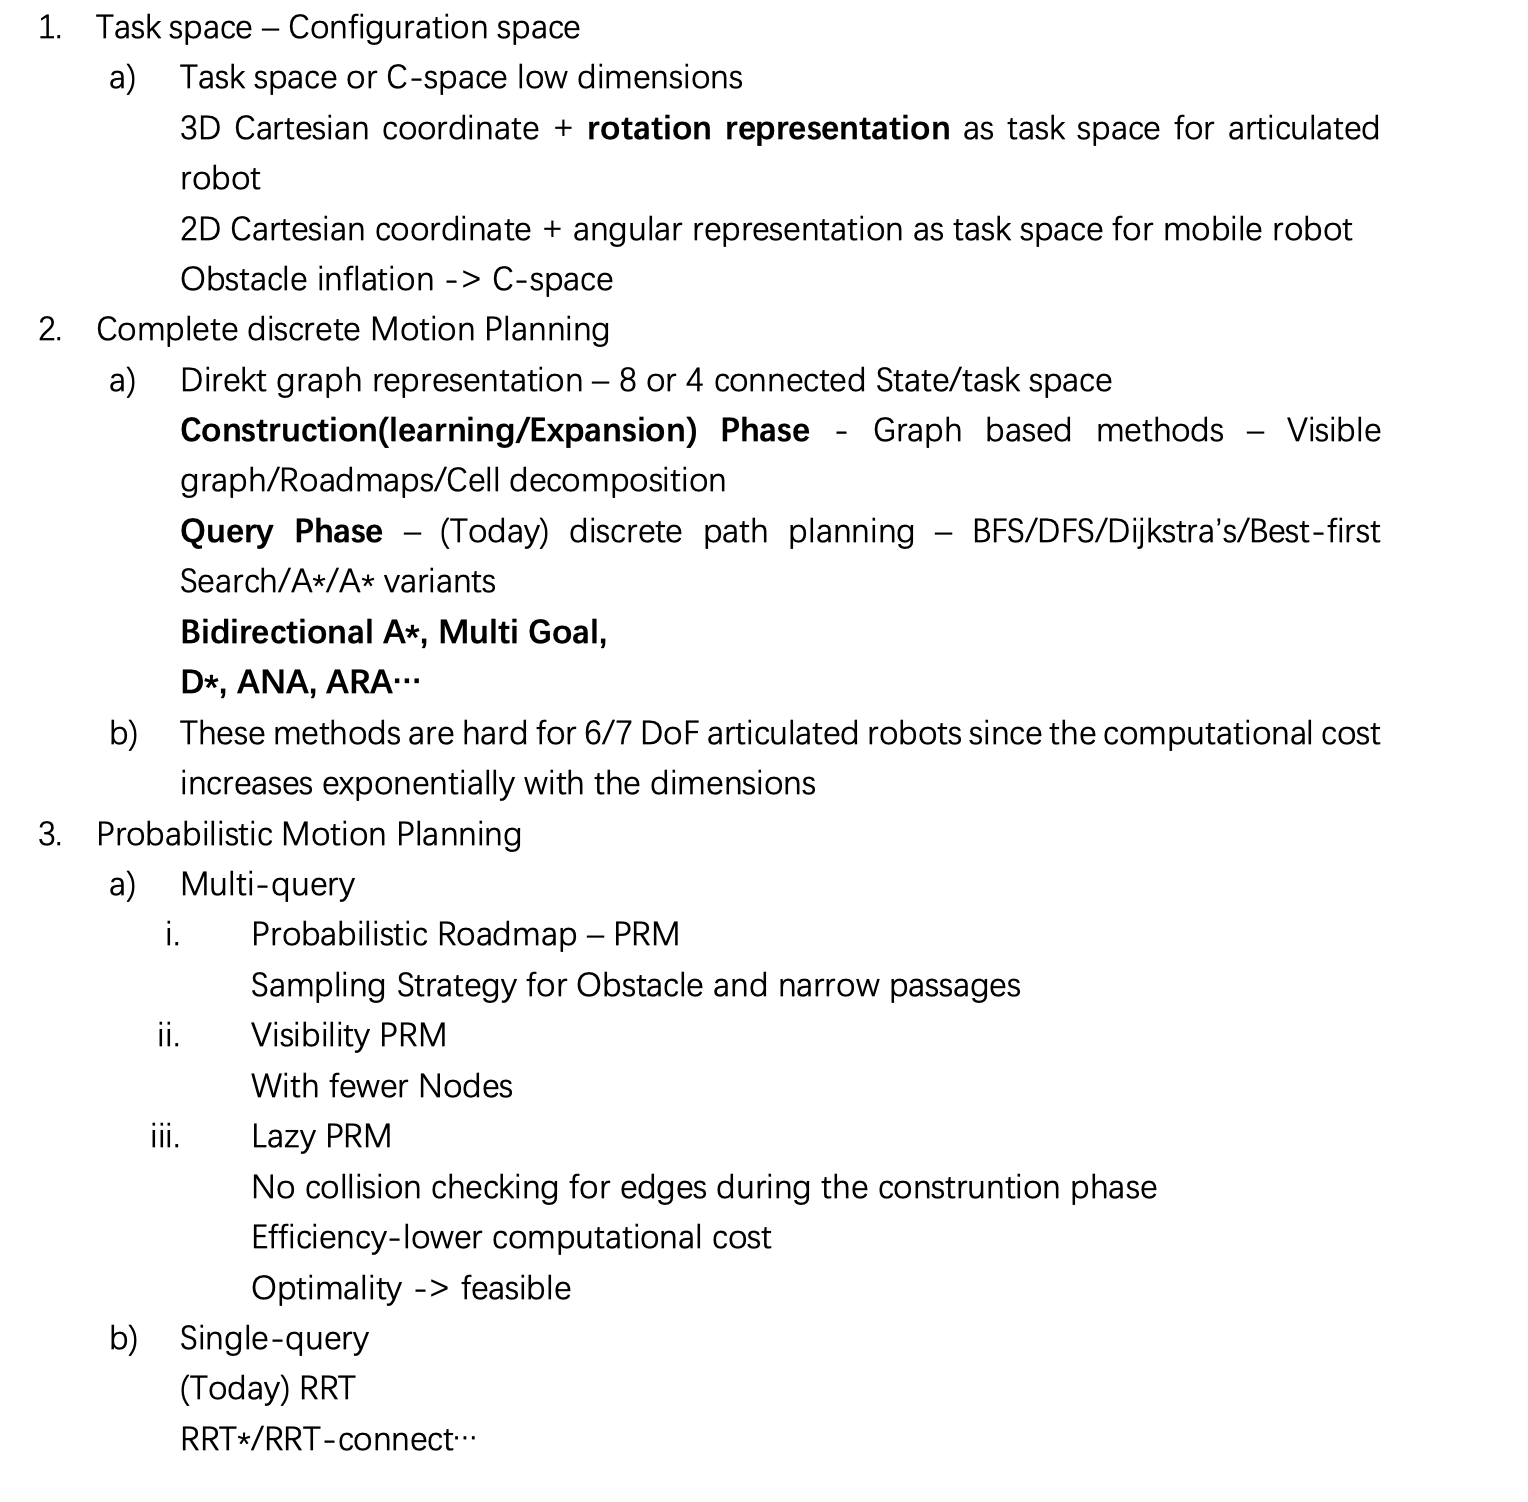 1. Task space – Configuration space
a) Task space or C-space low dimensions
3D Cartesian coordinate + rotation representation as task space for articulated
robot
2D Cartesian coordinate + angular representation as task space for mobile robot
Obstacle inflation -> C-space
2. Complete discrete Motion Planning
a) Direkt graph representation – 8 or 4 connected State/task space
Construction(learning/Expansion) Phase - Graph based methods – Visible
graph/Roadmaps/Cell decomposition
Query Phase – (Today) discrete path planning – BFS/DFS/Dijkstra’s/Best-first
Search/A*/A* variants
Bidirectional A*, Multi Goal,
D*, ANA, ARA…
b) These methods are hard for 6/7 DoF articulated robots since the computational cost
increases exponentially with the dimensions
3. Probabilistic Motion Planning
a) Multi-query
i. Probabilistic Roadmap – PRM
Sampling Strategy for Obstacle and narrow passages
ii. Visibility PRM
With fewer Nodes
iii. Lazy PRM
No collision checking for edges during the construntion phase
Efficiency-lower computational cost
Optimality -> feasible
b) Single-query
(Today) RRT
RRT*/RRT-connect…